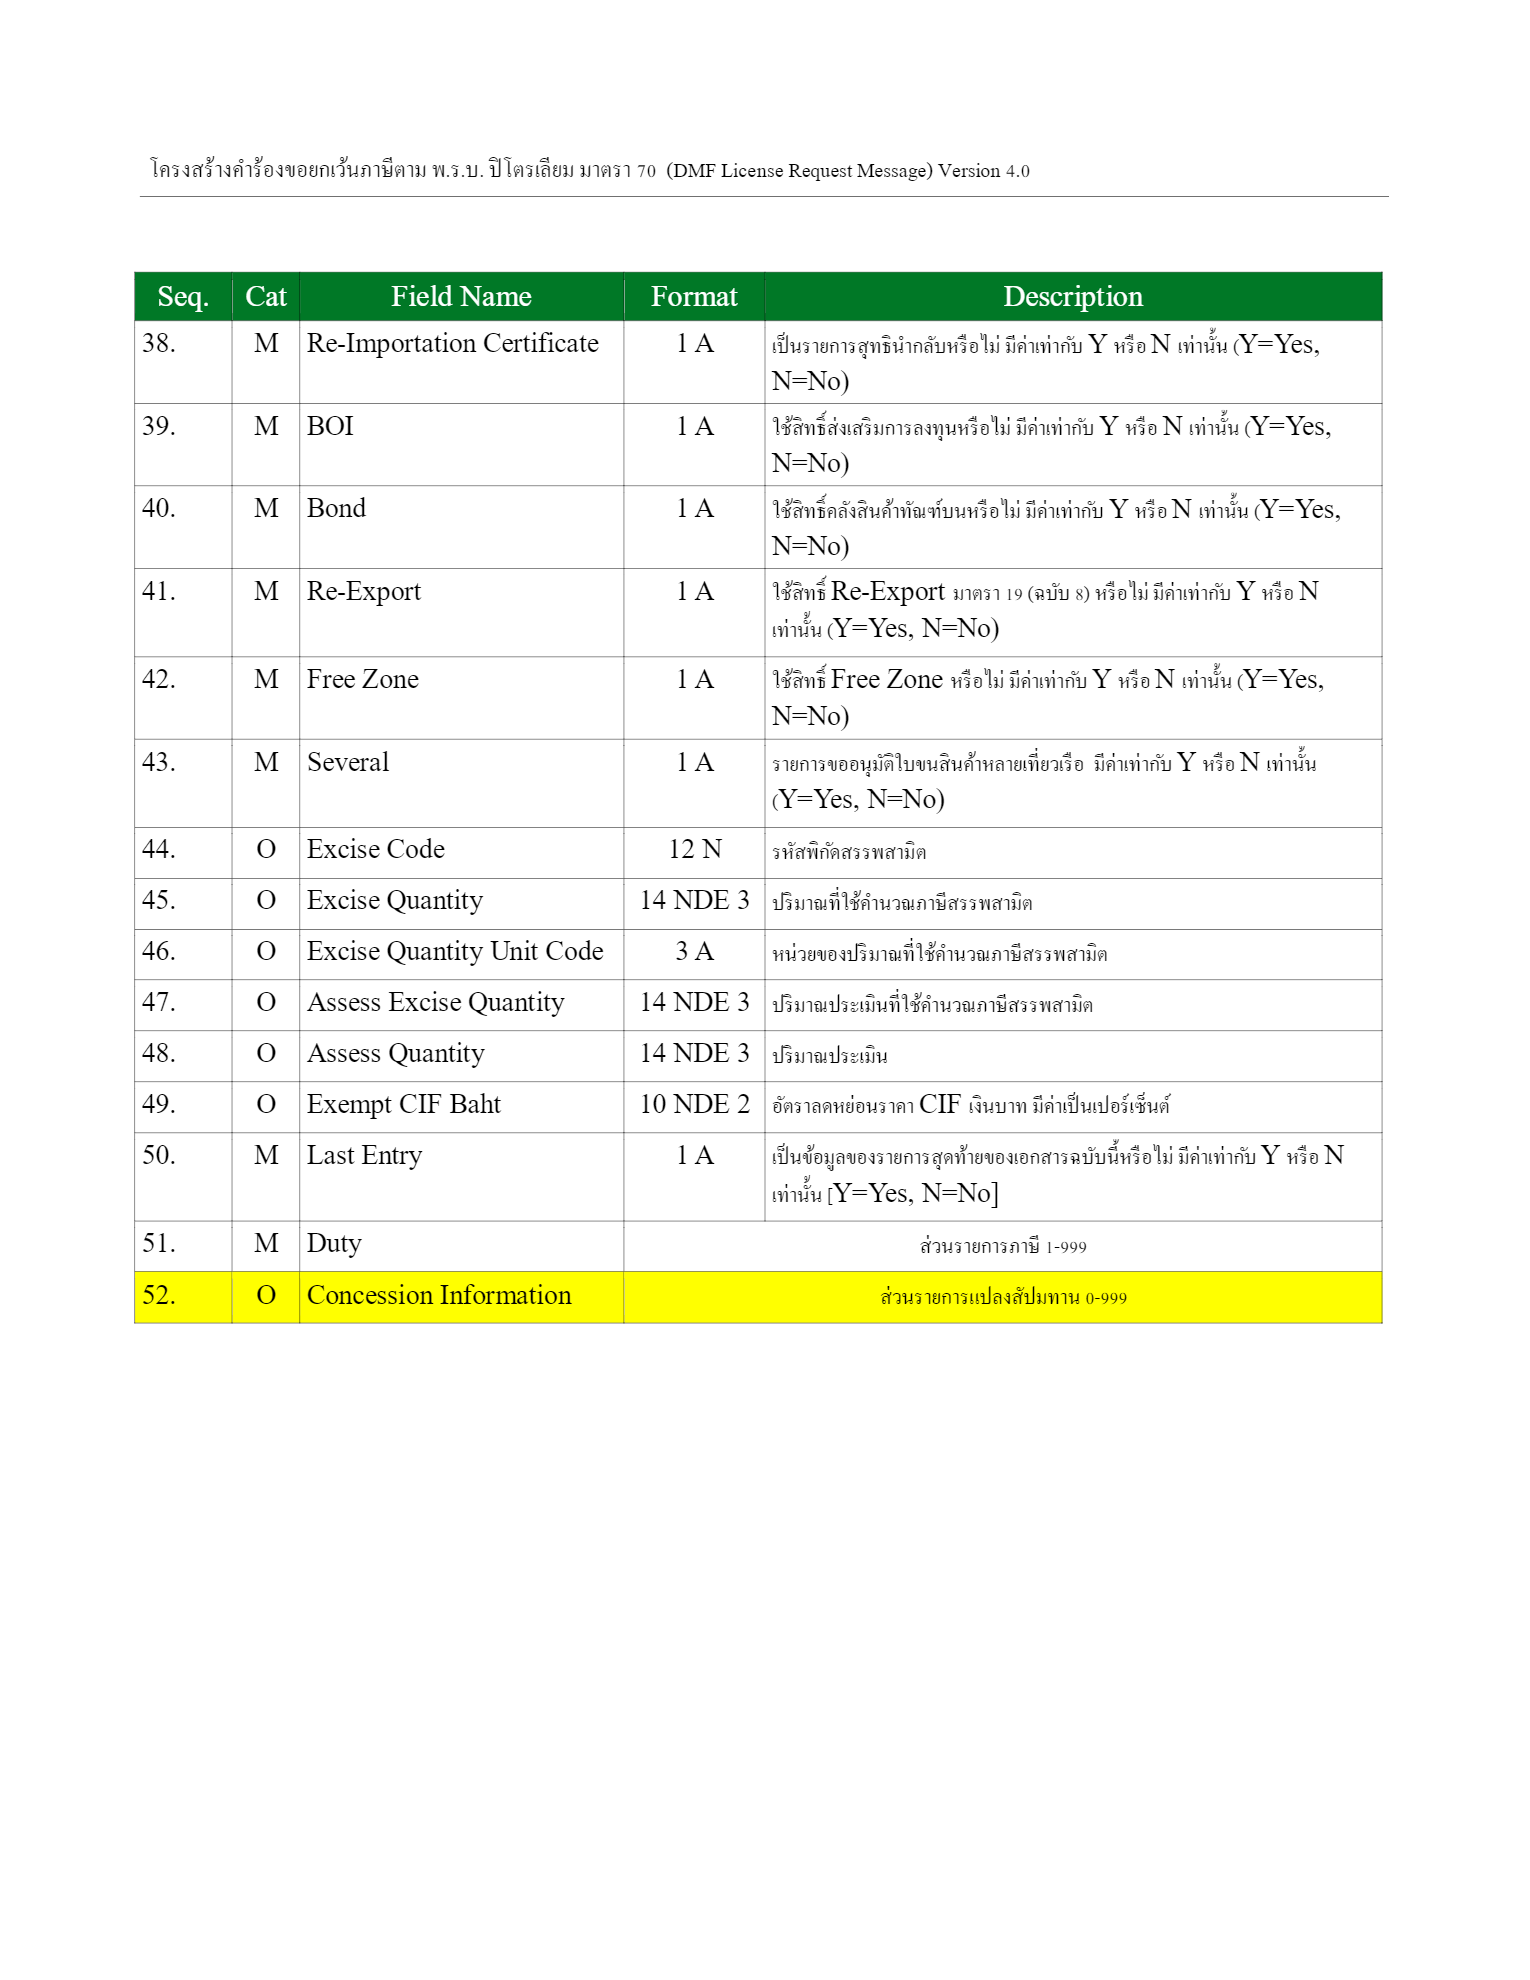 โครงสร้างคำร้องขอยกเว้นภาษีตาม พ.ร.บ. ปิโตรเลียม มาตรา 70 (DMF License Request Message) Version 4.0
Seq. Cat Field Name Format Description
38. M Re-Importation Certificate 1 A เป็นรายการสุทธินำกลับหรือไม่ มีค่าเท่ากับ Y หรือ N เท่านั้น (Y=Yes,
N=No)
39. M BOI 1 A ใช้สิทธิ์ส่งเสริมการลงทุนหรือไม่ มีค่าเท่ากับ Y หรือ N เท่านั้น (Y=Yes,
N=No)
40. M Bond 1 A ใช้สิทธิ์คลังสินค้าทัณฑ์บนหรือไม่ มีค่าเท่ากับ Y หรือ N เท่านั้น (Y=Yes,
N=No)
41. M Re-Export 1 A ใช้สิทธิ์ Re-Export มาตรา 19 (ฉบับ 8) หรือไม่ มีค่าเท่ากับ Y หรือ N
เท่านั้น (Y=Yes, N=No)
42. M Free Zone 1 A ใช้สิทธิ์ Free Zone หรือไม่ มีค่าเท่ากับ Y หรือ N เท่านั้น (Y=Yes,
N=No)
43. M Several 1 A รายการขออนุมัติใบขนสินค้าหลายเที่ยวเรือ มีค่าเท่ากับ Y หรือ N เท่านั้น
(Y=Yes, N=No)
44. O Excise Code 12 N รหัสพิกัดสรรพสามิต
45. O Excise Quantity 14 NDE 3 ปริมาณที่ใช้คำนวณภาษีสรรพสามิต
46. O Excise Quantity Unit Code 3 A หน่วยของปริมาณที่ใช้คำนวณภาษีสรรพสามิต
47. O Assess Excise Quantity 14 NDE 3 ปริมาณประเมินที่ใช้คำนวณภาษีสรรพสามิต
48. O Assess Quantity 14 NDE 3 ปริมาณประเมิน
49. O Exempt CIF Baht 10 NDE 2 อัตราลดหย่อนราคา CIF เงินบาท มีค่าเป็นเปอร์เซ็นต์
50. M Last Entry 1 A เป็นข้อมูลของรายการสุดท้ายของเอกสารฉบับนี้หรือไม่ มีค่าเท่ากับ Y หรือ N
เท่านั้น [Y=Yes, N=No]
51. M Duty ส่วนรายการภาษี 1-999
52. O Concession Information ส่วนรายการแปลงสัปมทาน 0-999